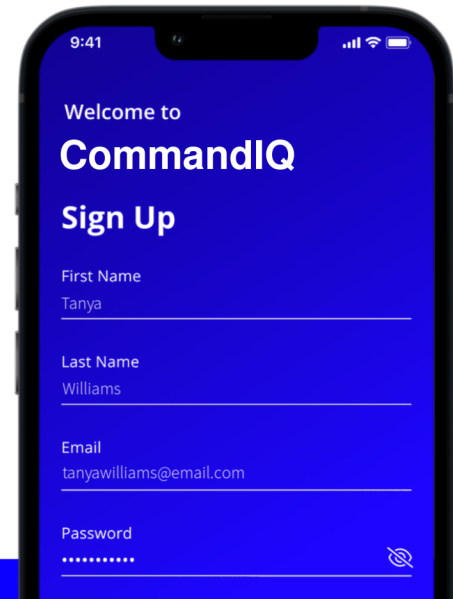 9:41
Welcome to
CommandIQ
Sign Up
First Name
Tanya
Last Name
Williams
Email
tanyawilliams@email.com
Password
•••••••••••